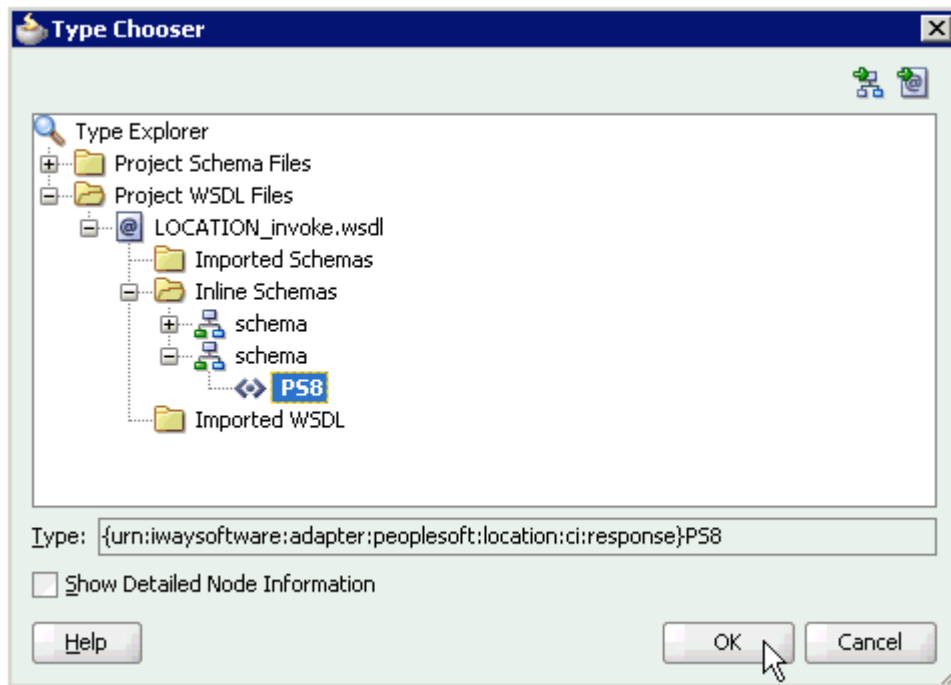 Type Chooser
Type Explorer
Project Schema Files
Project WSDL Files
LOCATION_invoke.wsdl
Imported Schemas
Inline Schemas
schema
schema
PS8
Imported WSDL
Type: {urn:iwaysoftware:adapter:peoplesoft:location:ci:response}PS8
Show Detailed Node Information
Help OK Cancel